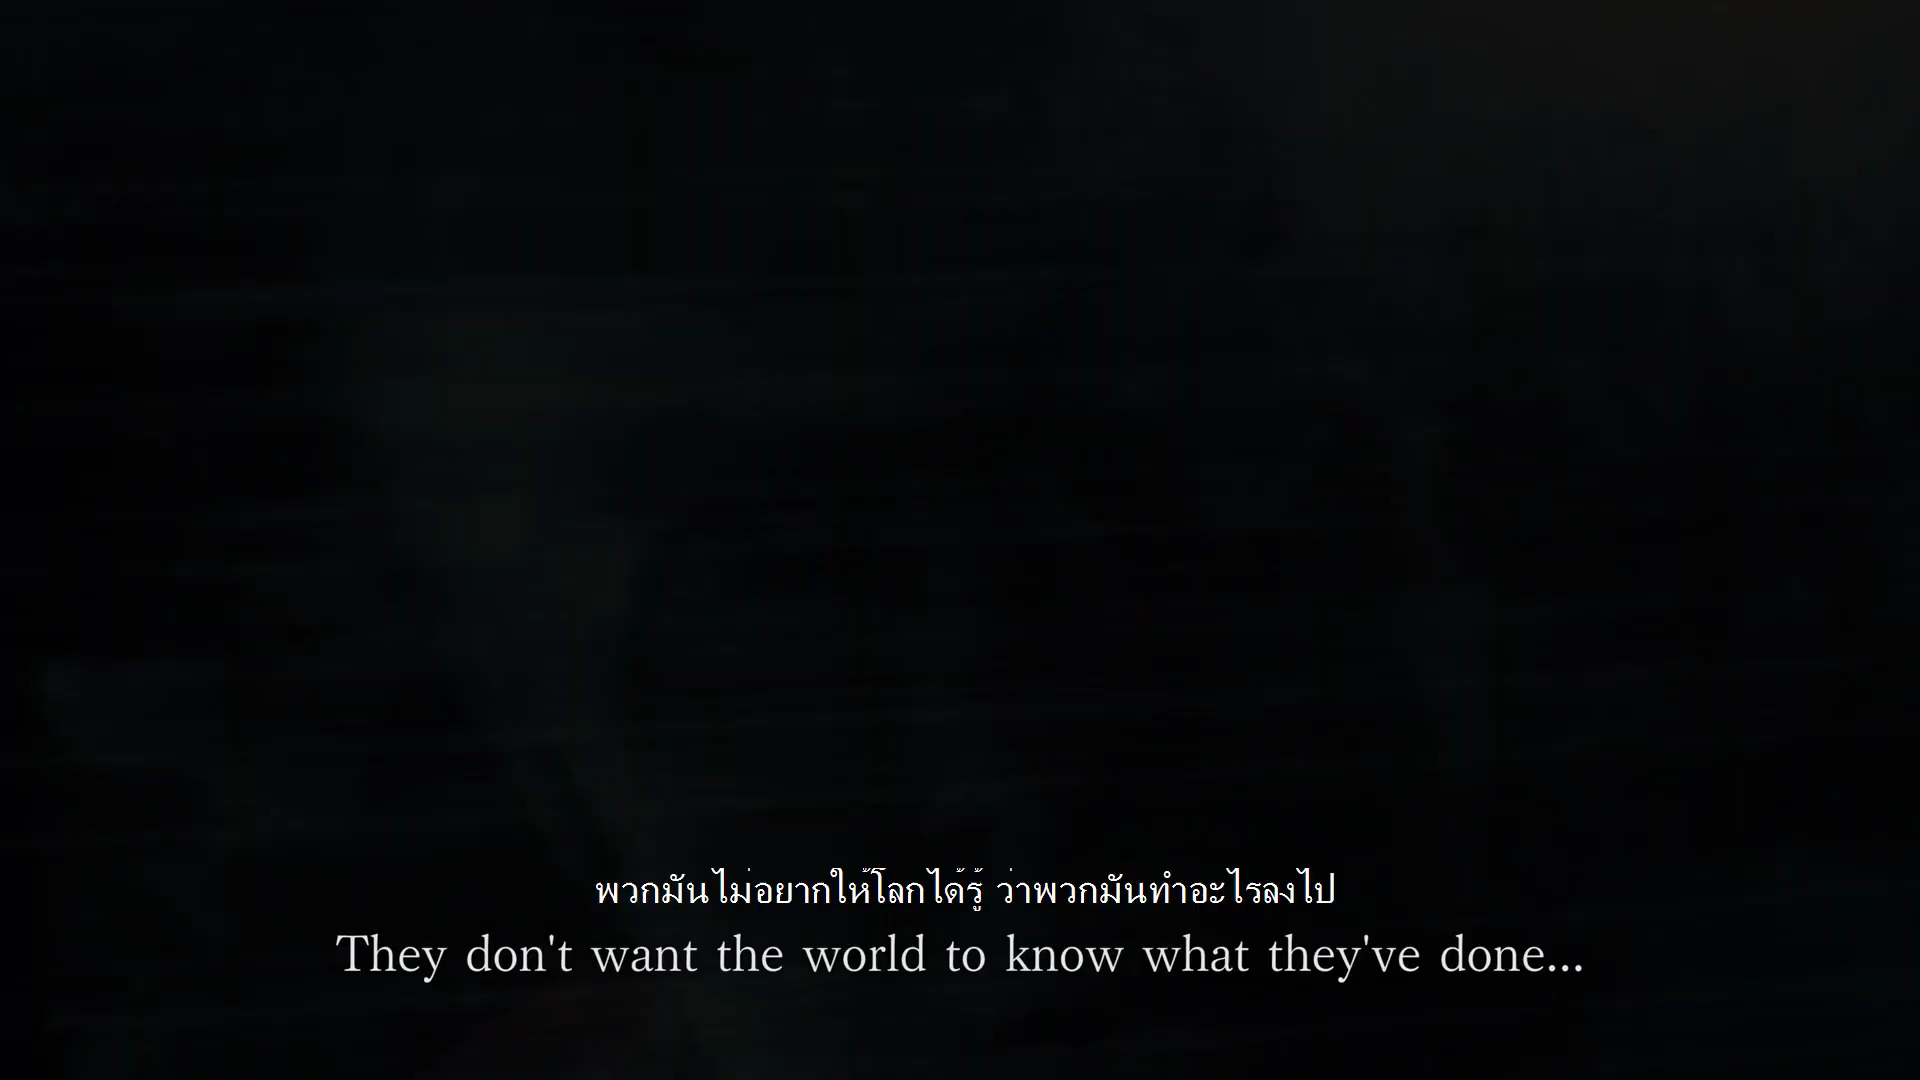 พวกมันไม่อยากให้โลกได้รู้ ว่าพวกมันทำอะไรลงไป
They don't want the world to know what they've done...